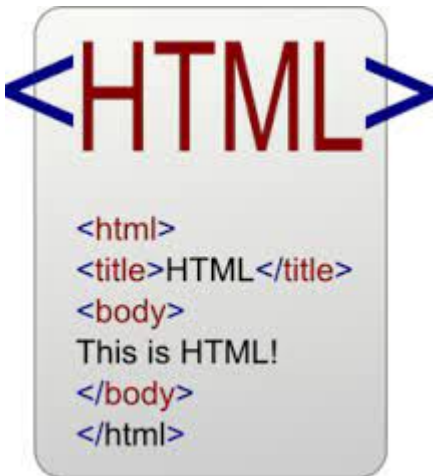 <HTML>
<html>
<title>HTML</title>
<body>
This is HTML!
</body>
</html>